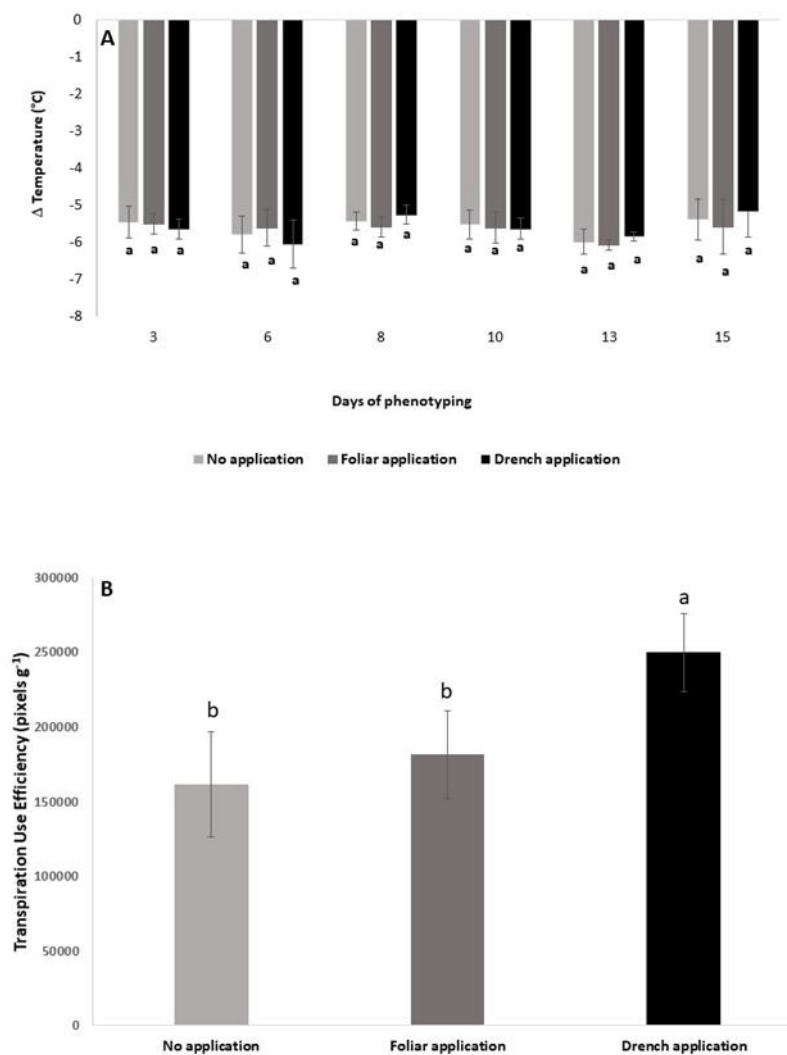 A
0
-1
-2
-3
-4
-5
-6
-7
-8
Δ Temperature (°C)
a a a a a a a a a a a a a a a a a a
3 6 8 10 13 15
Days of phenotyping
No application Foliar application Drench application
B
300000
250000
200000
150000
100000
50000
0
Transpiration Use Efficiency (pixels g⁻¹)
b b a
No application Foliar application Drench application